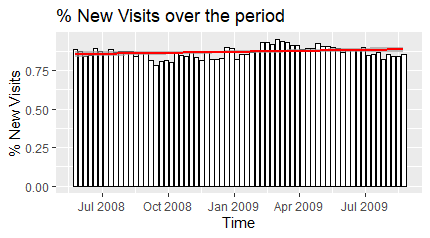 % New Visits over the period
% New Visits
0.75
0.50
0.25
0.00
Jul 2008 Oct 2008 Jan 2009 Apr 2009 Jul 2009
Time